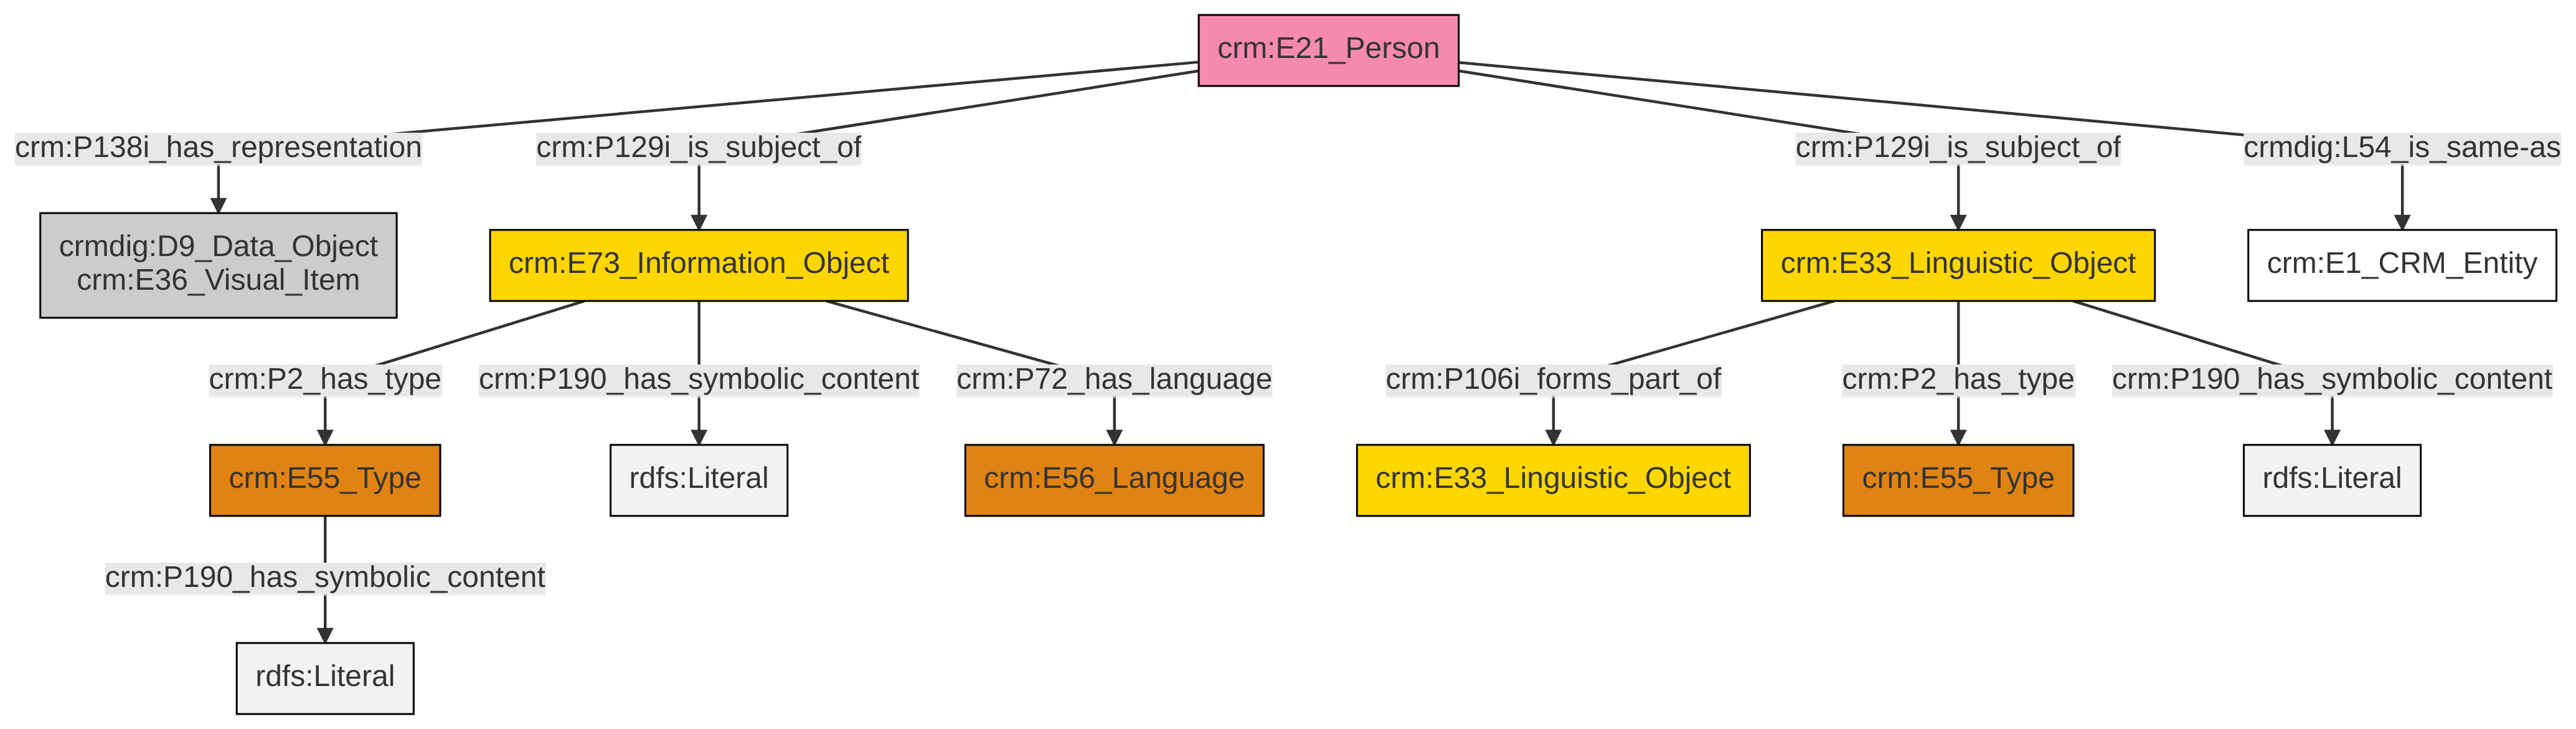 crm:E21_Person
crm:P138i_has_representation
crm:P129i_is_subject_of
crm:P129i_is_subject_of
crmdig:L54_is_same-as
crmdig:D9_Data_Object
crm:E36_Visual_Item
crm:E73_Information_Object
crm:E33_Linguistic_Object
crm:E1_CRM_Entity
crm:P2_has_type
crm:P190_has_symbolic_content
crm:P72_has_language
crm:P106i_forms_part_of
crm:P2_has_type
crm:P190_has_symbolic_content
crm:E55_Type
rdfs:Literal
crm:E56_Language
crm:E33_Linguistic_Object
crm:E55_Type
rdfs:Literal
crm:P190_has_symbolic_content
rdfs:Literal